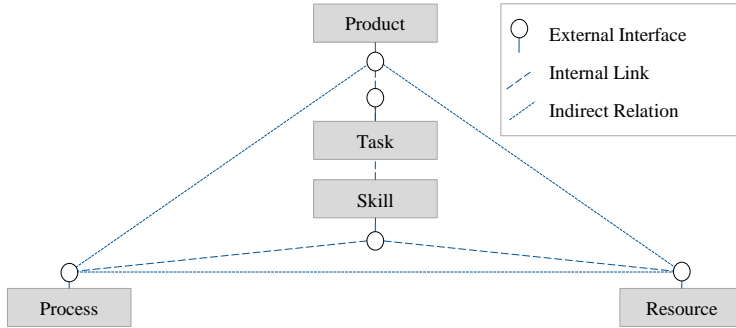 Product
External Interface
Internal Link
Indirect Relation
Task
Skill
Process
Resource